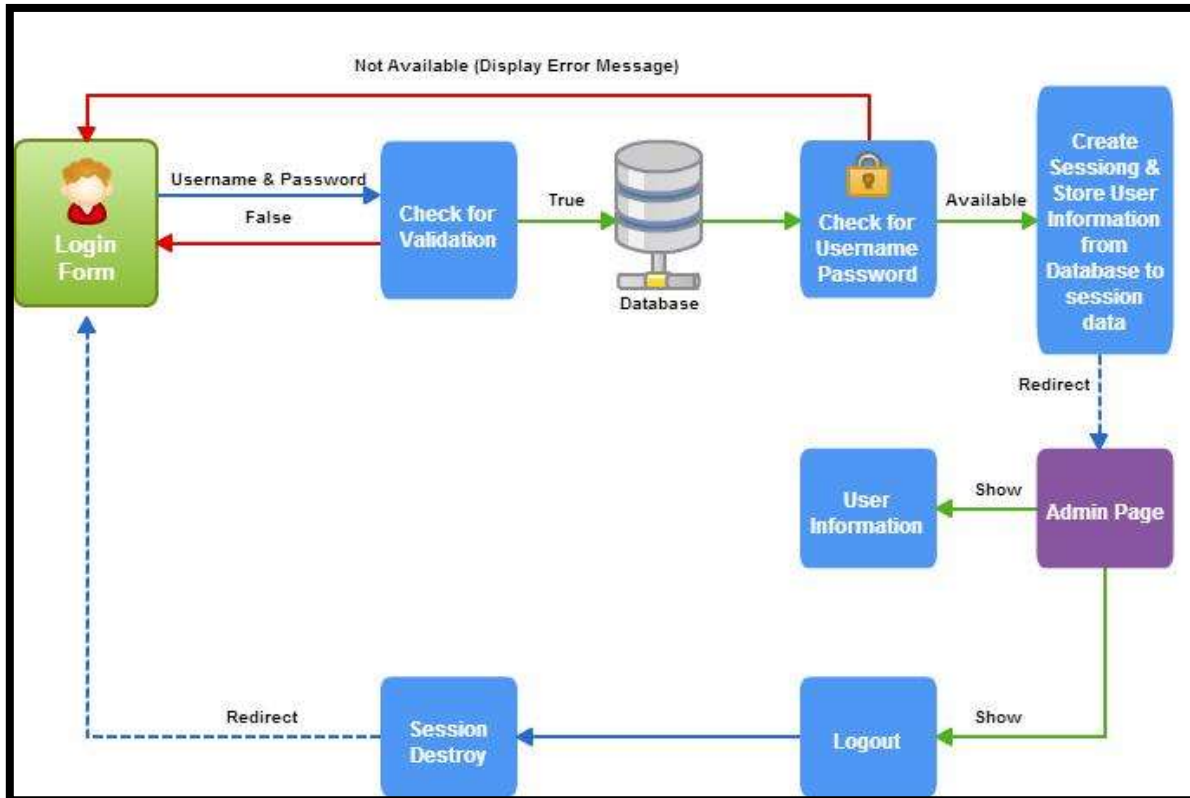 Not Available (Display Error Message)
Login
Form
Username & Password
False
Check for
Validation
True
Database
Check for
Username
Password
Available
Create
Sessiong &
Store User
Information
from
Database to
session
data
Redirect
Admin Page
Show
User
Information
Show
Logout
Session
Destroy
Redirect